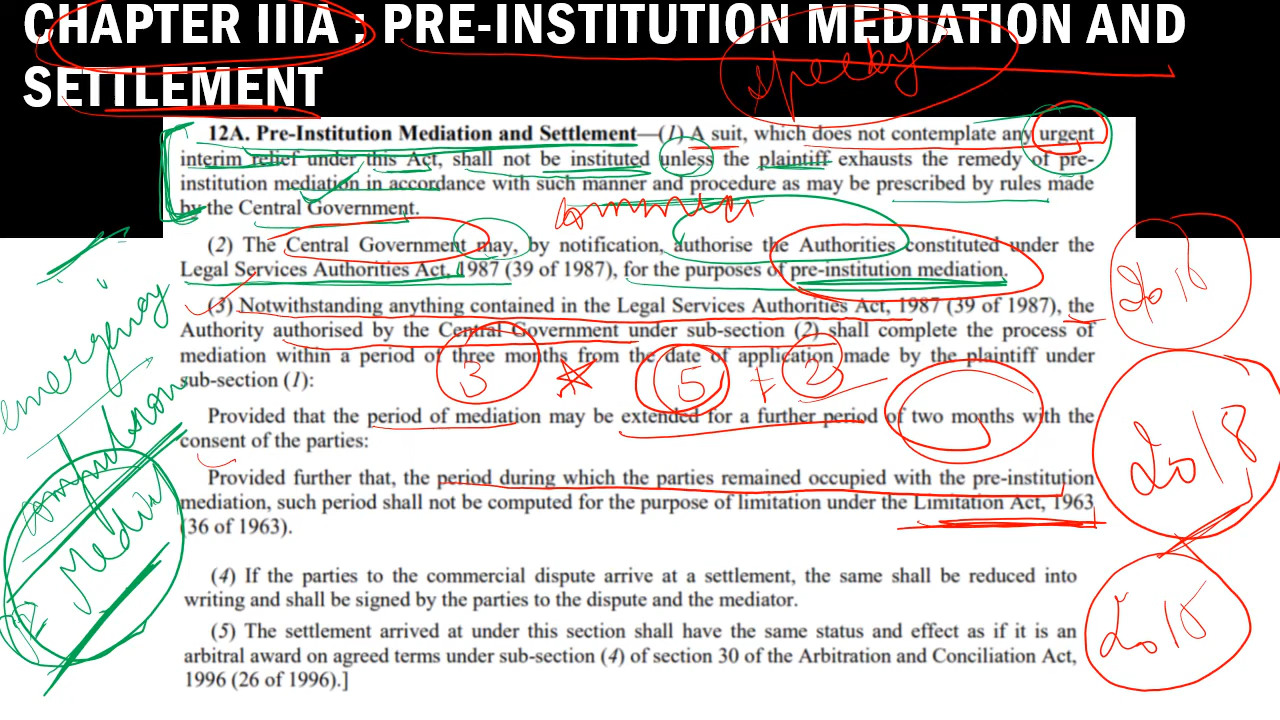 CHAPTER IIIA : PRE-INSTITUTION MEDIATION AND
SETTLEMENT
speedy
12A. Pre-Institution Mediation and Settlement—(1) A suit, which does not contemplate any urgent
interim relief under this Act, shall not be instituted unless the plaintiff exhausts the remedy of pre-
institution mediation in accordance with such manner and procedure as may be prescribed by rules made
by the Central Government.
(2) The Central Government may, by notification, authorise the Authorities constituted under the
Legal Services Authorities Act, 1987 (39 of 1987), for the purposes of pre-institution mediation.
(3) Notwithstanding anything contained in the Legal Services Authorities Act, 1987 (39 of 1987), the
Authority authorised by the Central Government under sub-section (2) shall complete the process of
mediation within a period of three months from the date of application made by the plaintiff under
sub-section (1):
3 5 2
Provided that the period of mediation may be extended for a further period of two months with the
consent of the parties:
Provided further that, the period during which the parties remained occupied with the pre-institution
mediation, such period shall not be computed for the purpose of limitation under the Limitation Act, 1963
(36 of 1963).
(4) If the parties to the commercial dispute arrive at a settlement, the same shall be reduced into
writing and shall be signed by the parties to the dispute and the mediator.
(5) The settlement arrived at under this section shall have the same status and effect as if it is an
arbitral award on agreed terms under sub-section (4) of section 30 of the Arbitration and Conciliation Act,
1996 (26 of 1996).]
emergency
2018